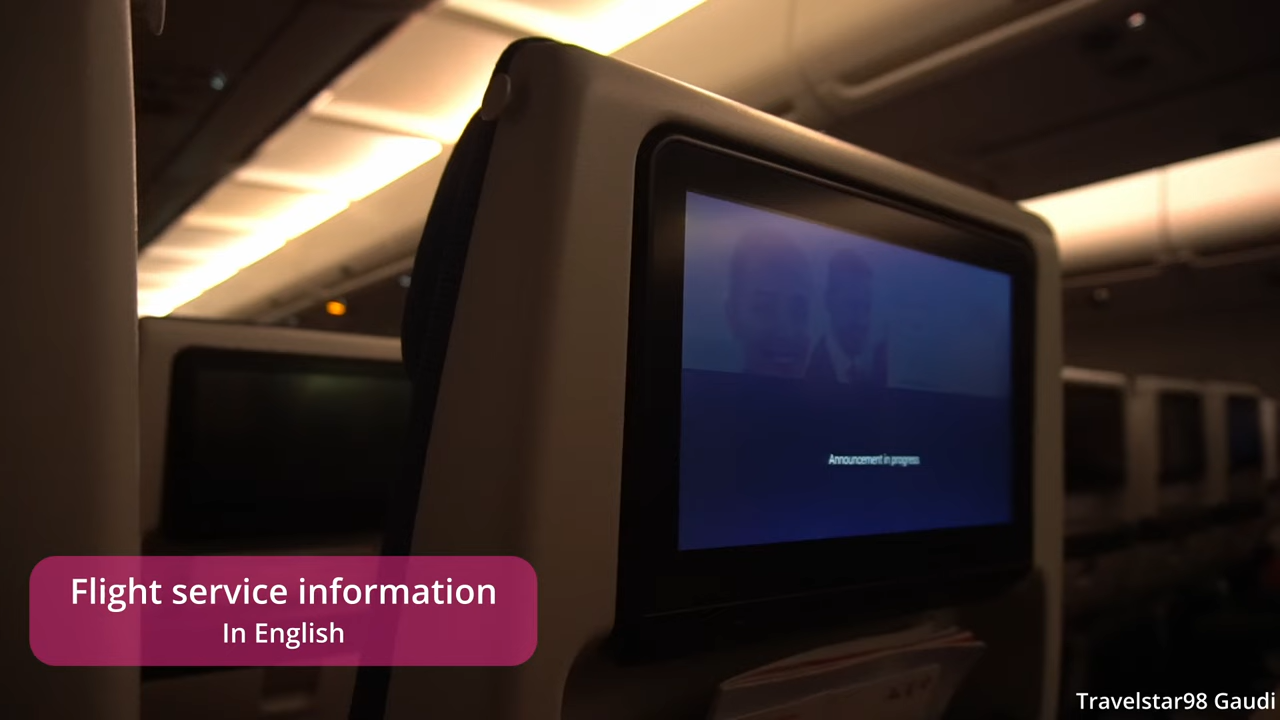 Announcement in progress
Flight service information
In English
Travelstar98 Gaudi